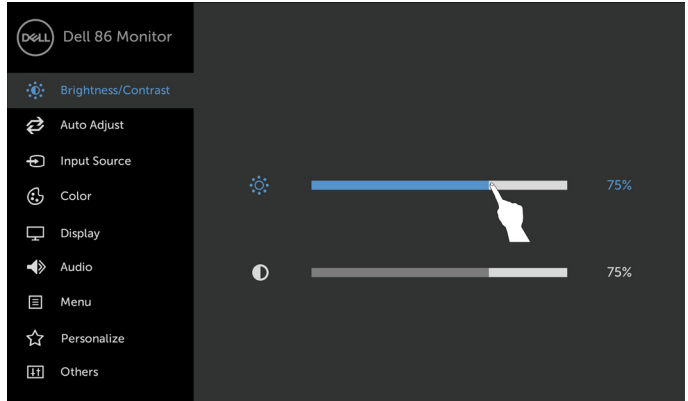 DELL
Dell 86 Monitor
Brightness/Contrast
Auto Adjust
Input Source
Color
Display
Audio
Menu
Personalize
Others
75%
75%